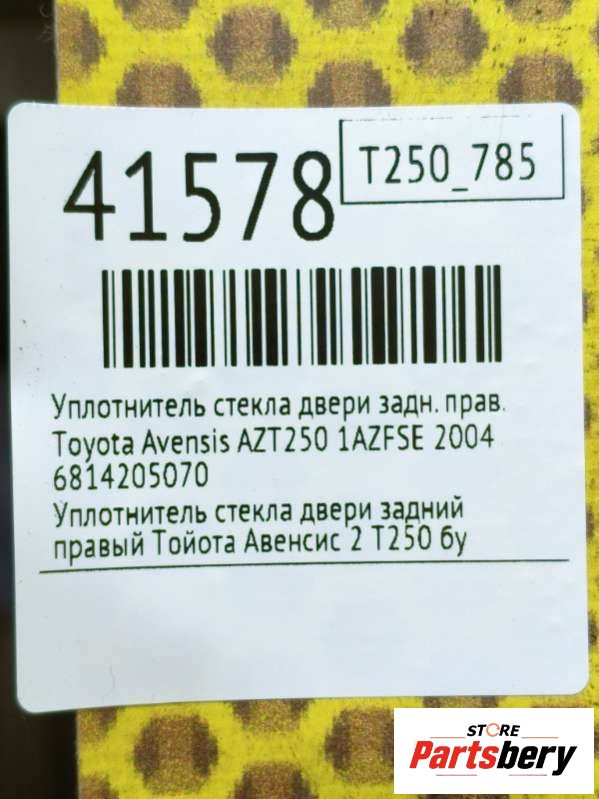 41578
T250_785
Уплотнитель стекла двери задн. прав.
Toyota Avensis AZT250 1AZFSE 2004
6814205070
Уплотнитель стекла двери задний
правый Тойота Авенсис 2 Т250 бу
STORE
Partsbery